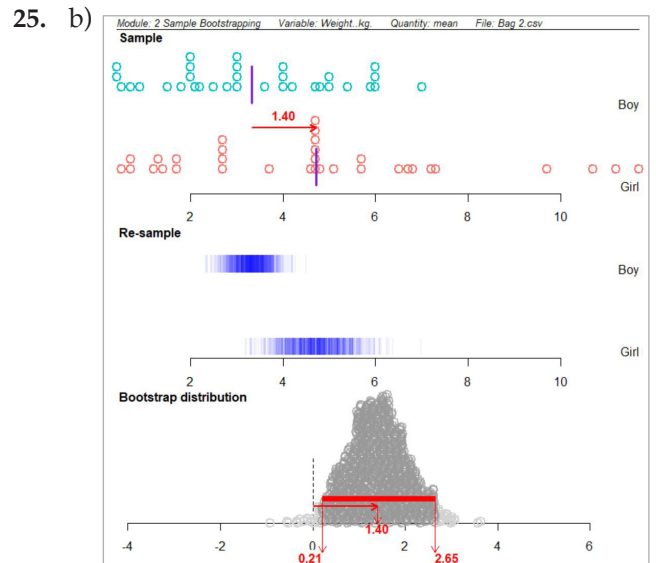 25. b)
Module: 2 Sample Bootstrapping Variable: Weight..kg. Quantity: mean File: Bag 2.csv
Sample
Boy
1.40
Girl
2 4 6 8 10
Re-sample
Boy
Girl
2 4 6 8 10
Bootstrap distribution
1.40
-4 -2 0 2 4 6
0.21 2.65